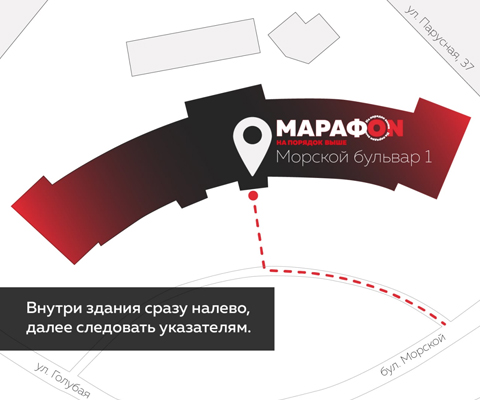 ул. Парусная, 37
МАРАФON
НА ПОРЯДОК ВЫШЕ
Морской бульвар 1
Внутри здания сразу налево,
далее следовать указателям.
ул. Голубая
бул. Морской